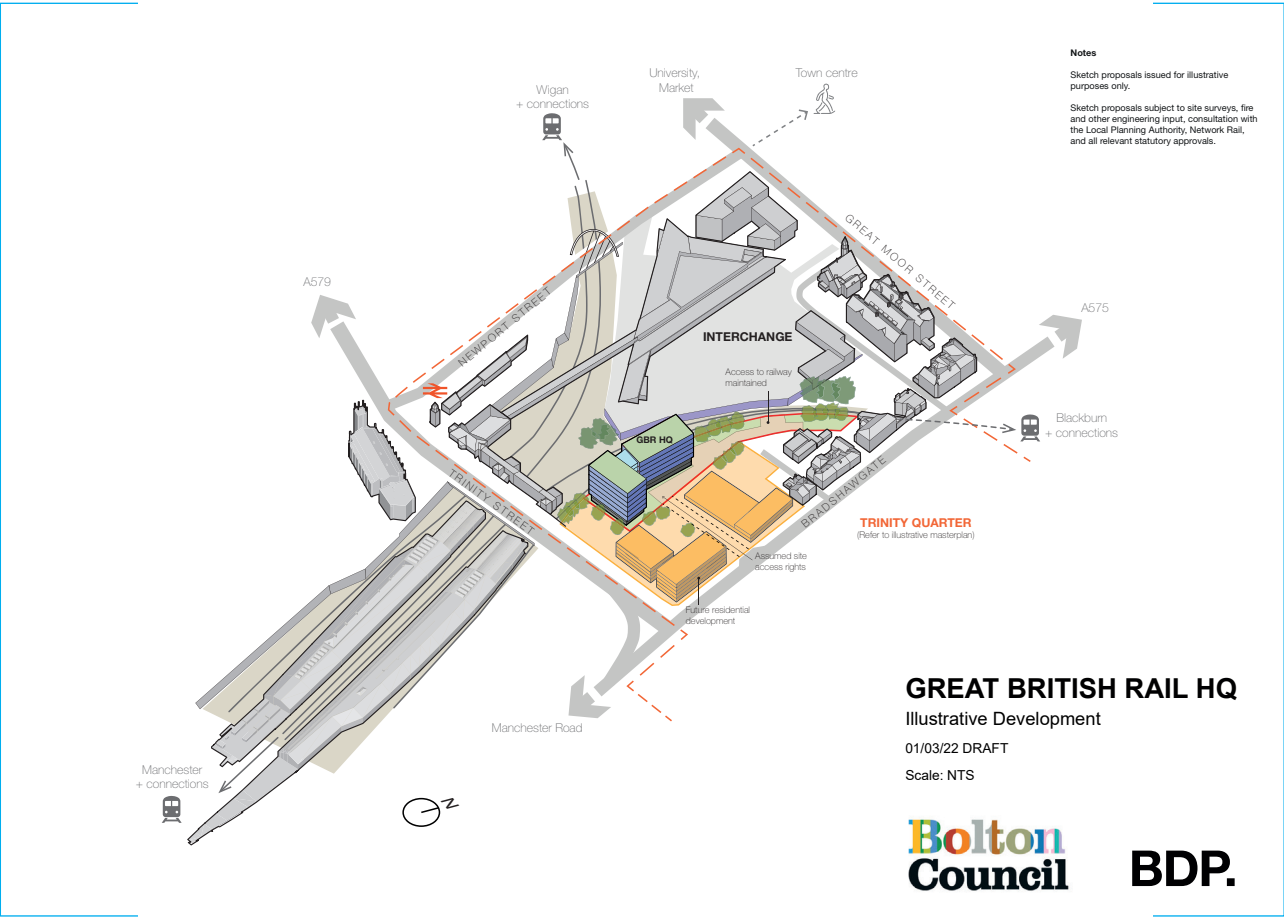 Notes
Sketch proposals issued for illustrative
purposes only.
Sketch proposals subject to site surveys, fire
and other engineering input, consultation with
the Local Planning Authority, Network Rail,
and all relevant statutory approvals.
University,
Market
Town centre
Wigan
+ connections
GREAT MOOR STREET
A579
A575
NEWPORT STREET
INTERCHANGE
Access to railway
maintained
Blackburn
+ connections
GBR HQ
TRINITY STREET
BRADSHAWGATE
TRINITY QUARTER
(Refer to illustrative masterplan)
Assumed site
access rights
Future residential
development
Manchester Road
Manchester
+ connections
N
GREAT BRITISH RAIL HQ
Illustrative Development
01/03/22 DRAFT
Scale: NTS
Bolton
Council
BDP.